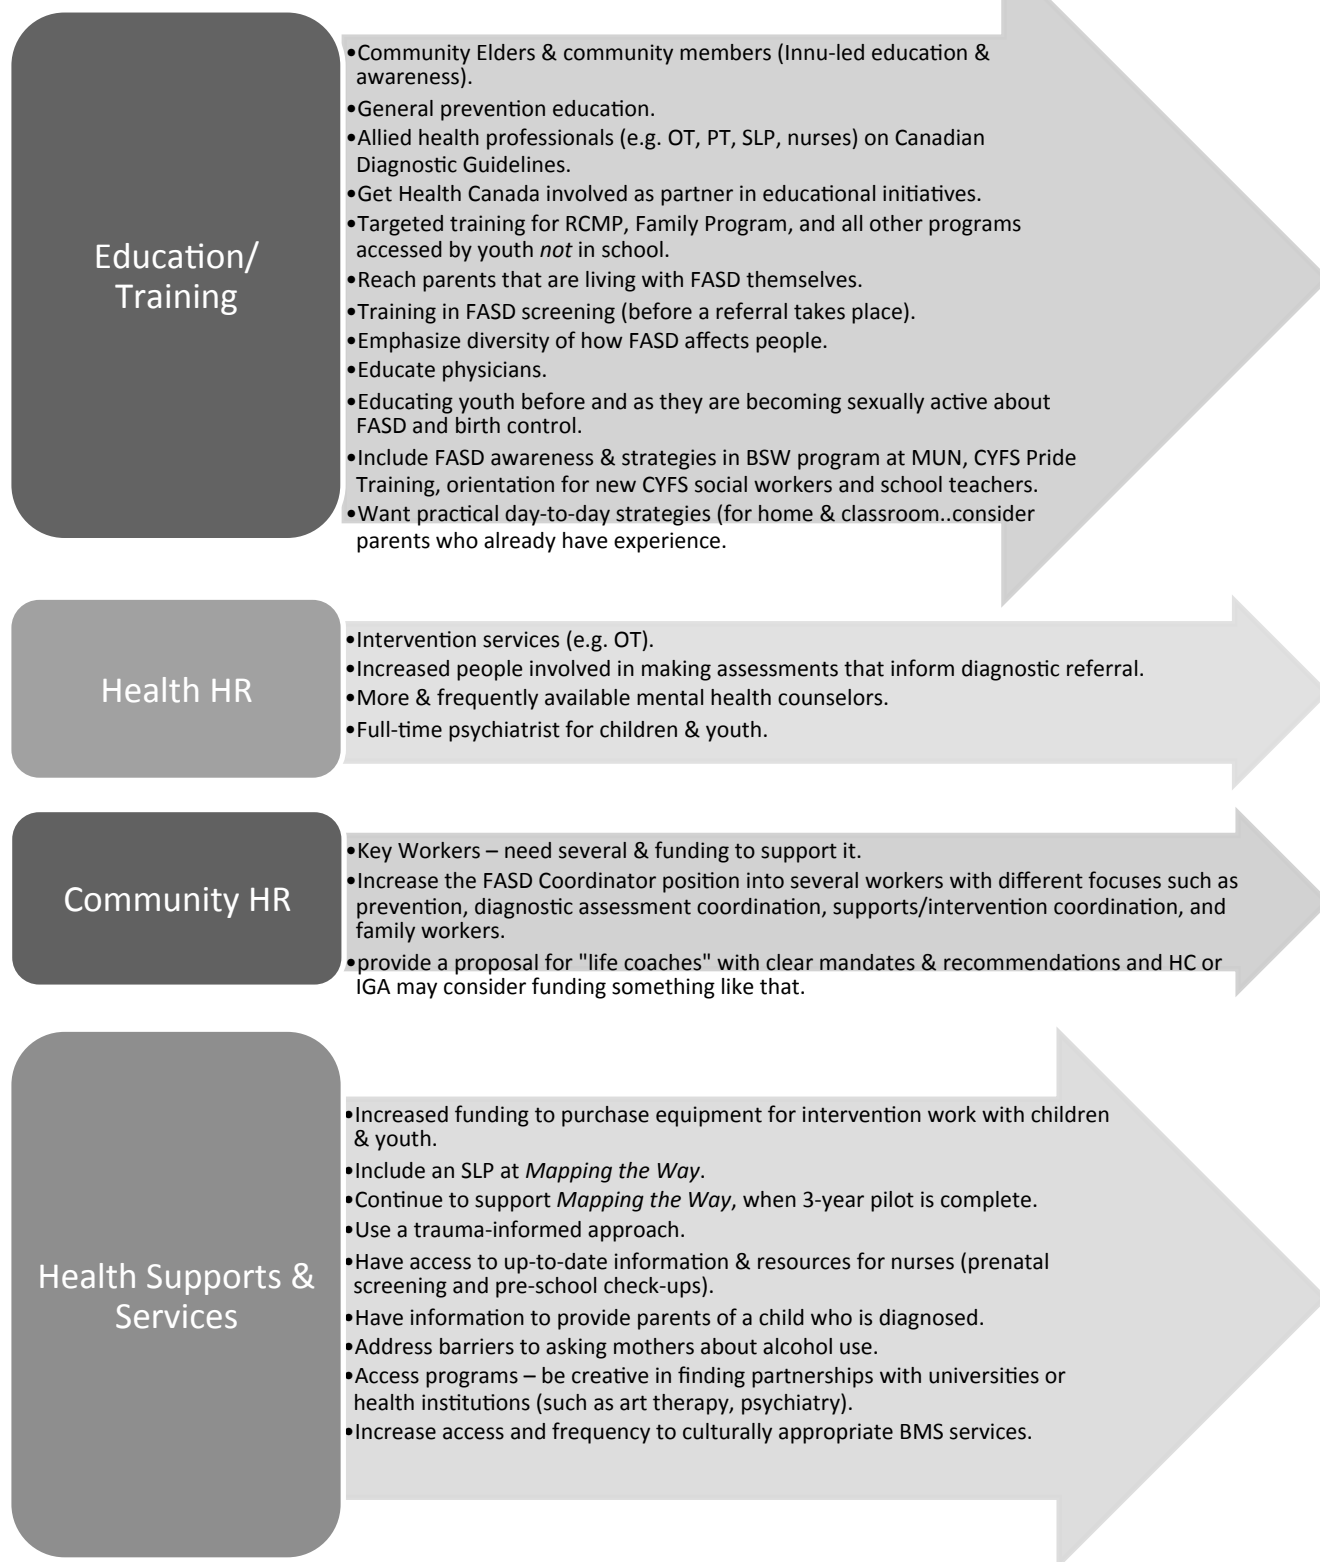 Education/
Training
•Community Elders & community members (Innu-led education &
awareness).
•General prevention education.
•Allied health professionals (e.g. OT, PT, SLP, nurses) on Canadian
Diagnostic Guidelines.
•Get Health Canada involved as partner in educational initiatives.
•Targeted training for RCMP, Family Program, and all other programs
accessed by youth not in school.
•Reach parents that are living with FASD themselves.
•Training in FASD screening (before a referral takes place).
•Emphasize diversity of how FASD affects people.
•Educate physicians.
•Educating youth before and as they are becoming sexually active about
FASD and birth control.
•Include FASD awareness & strategies in BSW program at MUN, CYFS Pride
Training, orientation for new CYFS social workers and school teachers.
•Want practical day-to-day strategies (for home & classroom..consider
parents who already have experience.
Health HR
•Intervention services (e.g. OT).
•Increased people involved in making assessments that inform diagnostic referral.
•More & frequently available mental health counselors.
•Full-time psychiatrist for children & youth.
Community HR
•Key Workers – need several & funding to support it.
•Increase the FASD Coordinator position into several workers with different focuses such as
prevention, diagnostic assessment coordination, supports/intervention coordination, and
family workers.
•provide a proposal for "life coaches" with clear mandates & recommendations and HC or
IGA may consider funding something like that.
Health Supports &
Services
•Increased funding to purchase equipment for intervention work with children
& youth.
•Include an SLP at Mapping the Way.
•Continue to support Mapping the Way, when 3-year pilot is complete.
•Use a trauma-informed approach.
•Have access to up-to-date information & resources for nurses (prenatal
screening and pre-school check-ups).
•Have information to provide parents of a child who is diagnosed.
•Address barriers to asking mothers about alcohol use.
•Access programs – be creative in finding partnerships with universities or
health institutions (such as art therapy, psychiatry).
•Increase access and frequency to culturally appropriate BMS services.